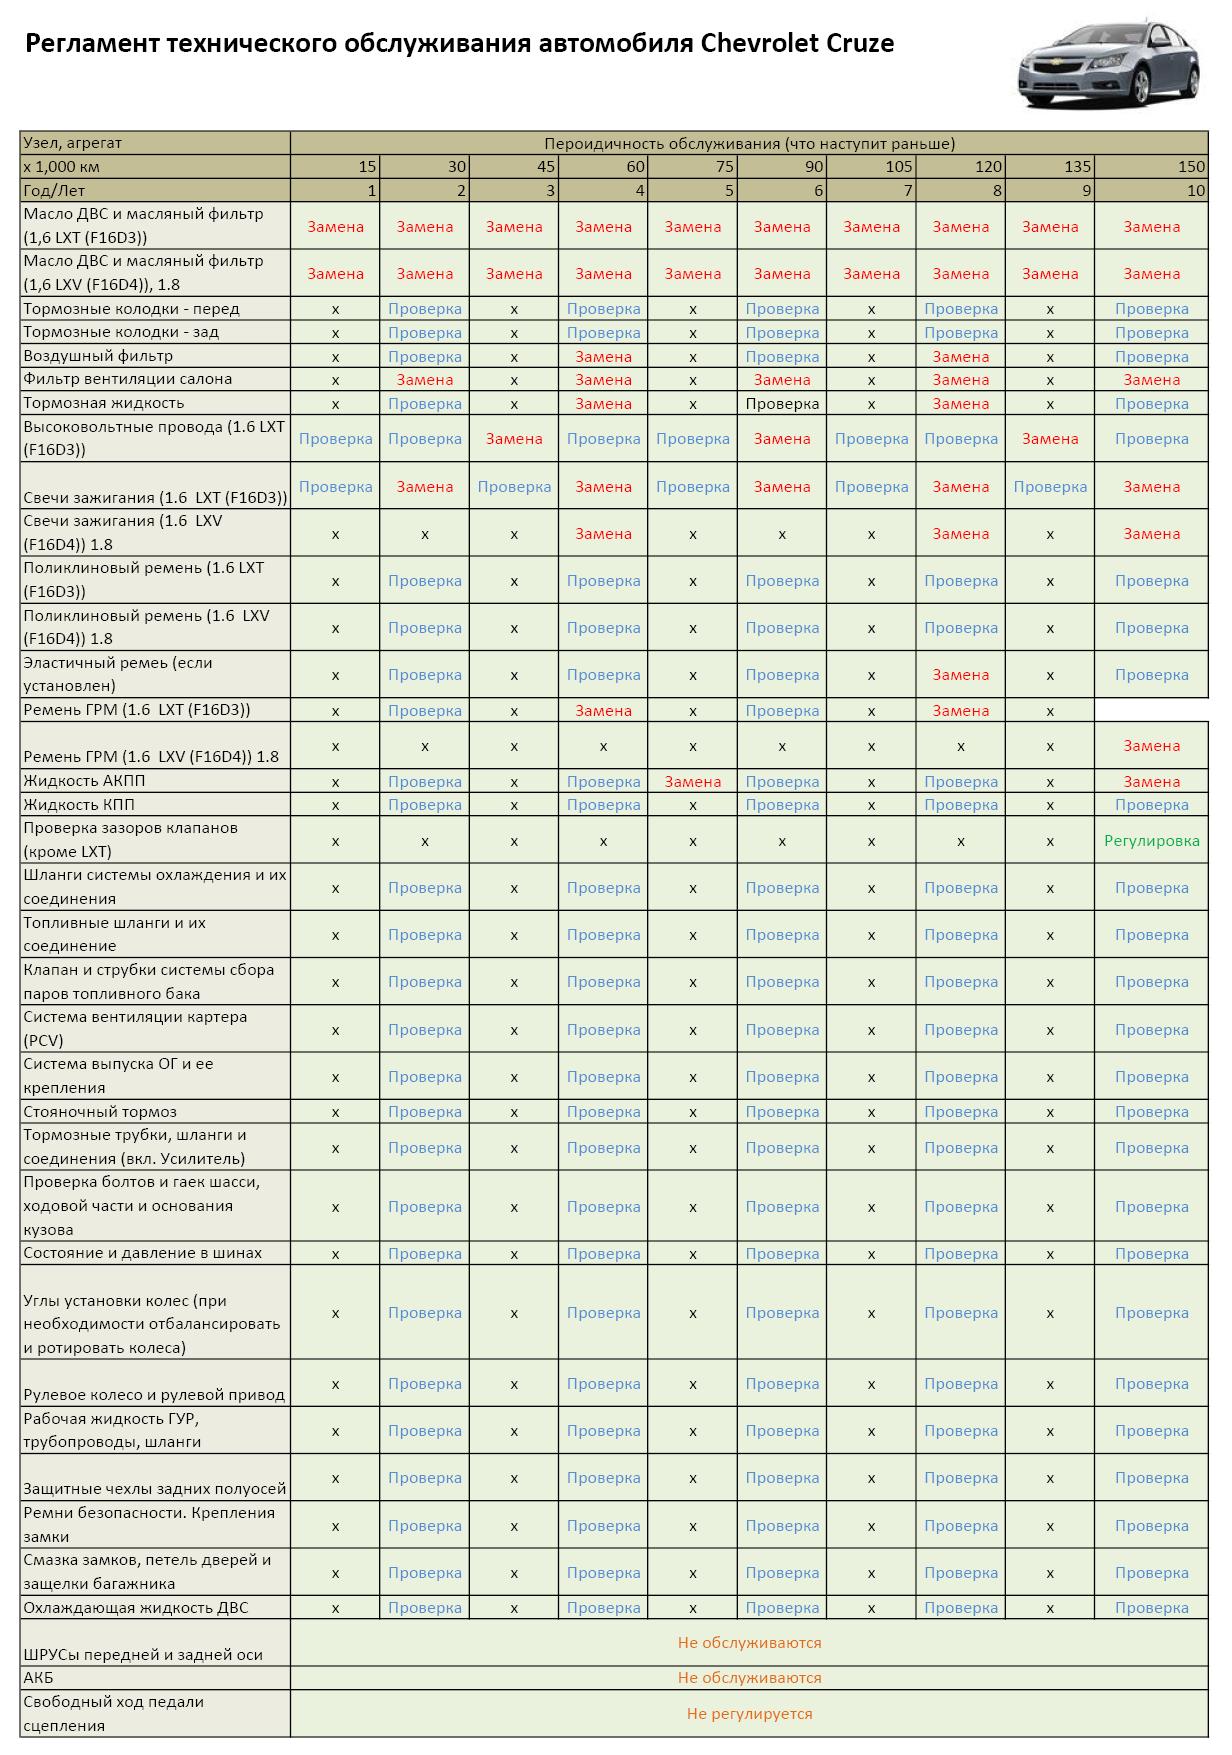 Регламент технического обслуживания автомобиля Chevrolet Cruze
Узел, агрегат Пероидичность обслуживания (что наступит раньше)
х 1,000 км 15 30 45 60 75 90 105 120 135 150
Год/Лет 1 2 3 4 5 6 7 8 9 10
Масло ДВС и масляный фильтр
(1,6 LXT (F16D3)) Замена Замена Замена Замена Замена Замена Замена Замена Замена Замена
Масло ДВС и масляный фильтр
(1,6 LXV (F16D4)), 1.8 Замена Замена Замена Замена Замена Замена Замена Замена Замена Замена
Тормозные колодки - перед х Проверка х Проверка х Проверка х Проверка х Проверка
Тормозные колодки - зад х Проверка х Проверка х Проверка х Проверка х Проверка
Воздушный фильтр х Проверка х Замена х Проверка х Замена х Проверка
Фильтр вентиляции салона х Замена х Замена х Замена х Замена х Замена
Тормозная жидкость х Проверка х Замена х Проверка х Замена х Проверка
Высоковольтные провода (1.6 LXT
(F16D3)) Проверка Проверка Замена Проверка Проверка Замена Проверка Проверка Замена Проверка
Свечи зажигания (1.6 LXT (F16D3)) Проверка Замена Проверка Замена Проверка Замена Проверка Замена Проверка Замена
Свечи зажигания (1.6 LXV
(F16D4)) 1.8 х х х Замена х х х Замена х Замена
Поликлиновый ремень (1.6 LXT
(F16D3)) х Проверка х Проверка х Проверка х Проверка х Проверка
Поликлиновый ремень (1.6 LXV
(F16D4)) 1.8 х Проверка х Проверка х Проверка х Проверка х Проверка
Эластичный ремеь (если
установлен) х Проверка х Проверка х Проверка х Замена х Проверка
Ремень ГРМ (1.6 LXT (F16D3)) х Проверка х Замена х Проверка х Замена х
Ремень ГРМ (1.6 LXV (F16D4)) 1.8 х х х х х х х х х Замена
Жидкость АКПП х Проверка х Проверка Замена Проверка х Проверка х Замена
Жидкость КПП х Проверка х Проверка х Проверка х Проверка х Проверка
Проверка зазоров клапанов
(кроме LXT) х х х х х х х х х Регулировка
Шланги системы охлаждения и их
соединения х Проверка х Проверка х Проверка х Проверка х Проверка
Топливные шланги и их
соединение х Проверка х Проверка х Проверка х Проверка х Проверка
Клапан и струбки системы сбора
паров топливного бака х Проверка х Проверка х Проверка х Проверка х Проверка
Система вентиляции картера
(PCV) х Проверка х Проверка х Проверка х Проверка х Проверка
Система выпуска ОГ и ее
крепления х Проверка х Проверка х Проверка х Проверка х Проверка
Стояночный тормоз х Проверка х Проверка х Проверка х Проверка х Проверка
Тормозные трубки, шланги и
соединения (вкл. Усилитель) х Проверка х Проверка х Проверка х Проверка х Проверка
Проверка болтов и гаек шасси,
ходовой части и основания х Проверка х Проверка х Проверка х Проверка х Проверка
кузова
Состояние и давление в шинах х Проверка х Проверка х Проверка х Проверка х Проверка
Углы установки колес (при х Проверка х Проверка х Проверка х Проверка х Проверка
необходимости отбалансировать
и ротировать колеса)
Рулевое колесо и рулевой привод х Проверка х Проверка х Проверка х Проверка х Проверка
Рабочая жидкость ГУР,
трубопроводы, шланги х Проверка х Проверка х Проверка х Проверка х Проверка
Защитные чехлы задних полуосей х Проверка х Проверка х Проверка х Проверка х Проверка
Ремни безопасности. Крепления
замки х Проверка х Проверка х Проверка х Проверка х Проверка
Смазка замков, петель дверей и
защелки багажника х Проверка х Проверка х Проверка х Проверка х Проверка
Охлаждающая жидкость ДВС х Проверка х Проверка х Проверка х Проверка х Проверка
ШРУСы передней и задней оси Не обслуживаются
АКБ Не обслуживаются
Свободный ход педали
сцепления Не регулируется